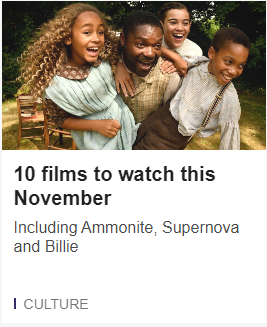 10 films to watch this
November
Including Ammonite, Supernova
and Billie
CULTURE